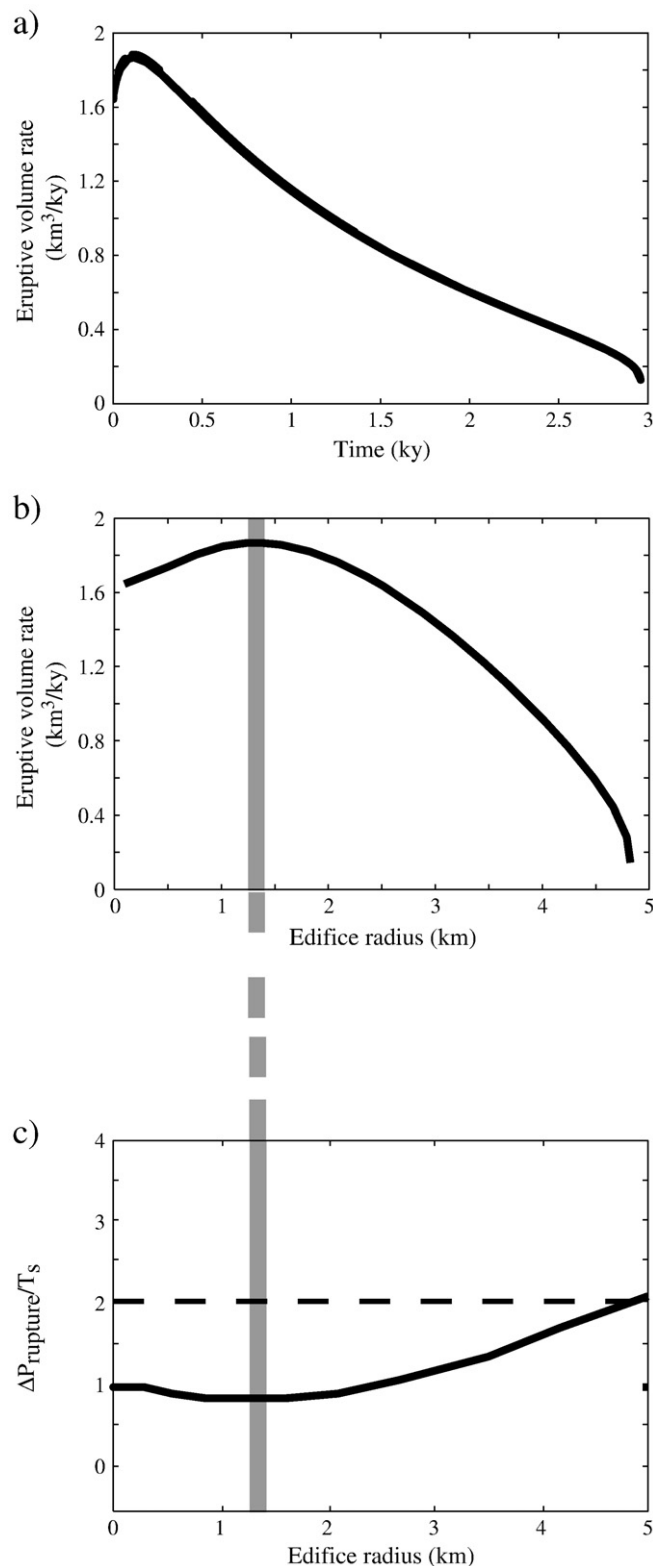 a)
2
1.6
1.2
0.8
0.4
0
Eruptive volume rate
(km³/ky)
0 0.5 1 1.5 2 2.5 3
Time (ky)
b)
2
1.6
1.2
0.8
0.4
0
Eruptive volume rate
(km³/ky)
0 1 2 3 4 5
Edifice radius (km)
c)
4
3
2
1
0
ΔPrupture/Ts
0 1 2 3 4 5
Edifice radius (km)